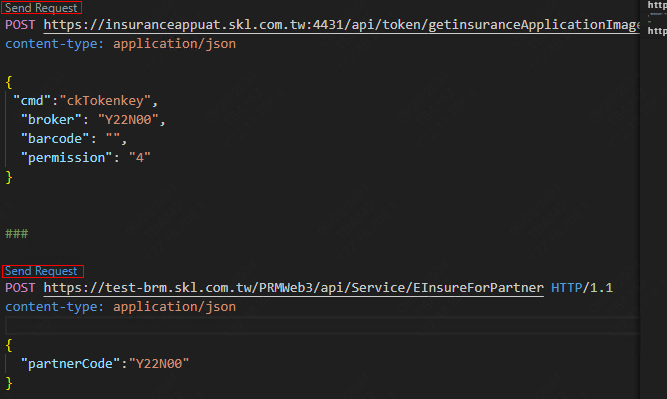 Send Request
POST https://insuranceappuat.skl.com.tw:4431/api/token/getinsuranceApplicationImage
content-type: application/json
{
"cmd":"ckTokenkey",
"broker": "Y22N00",
"barcode": "",
"permission": "4"
}
###
Send Request
POST https://test-brm.skl.com.tw/PRMWeb3/api/Service/EInsureForPartner HTTP/1.1
content-type: application/json
{
"partnerCode":"Y22N00"
}
http
http